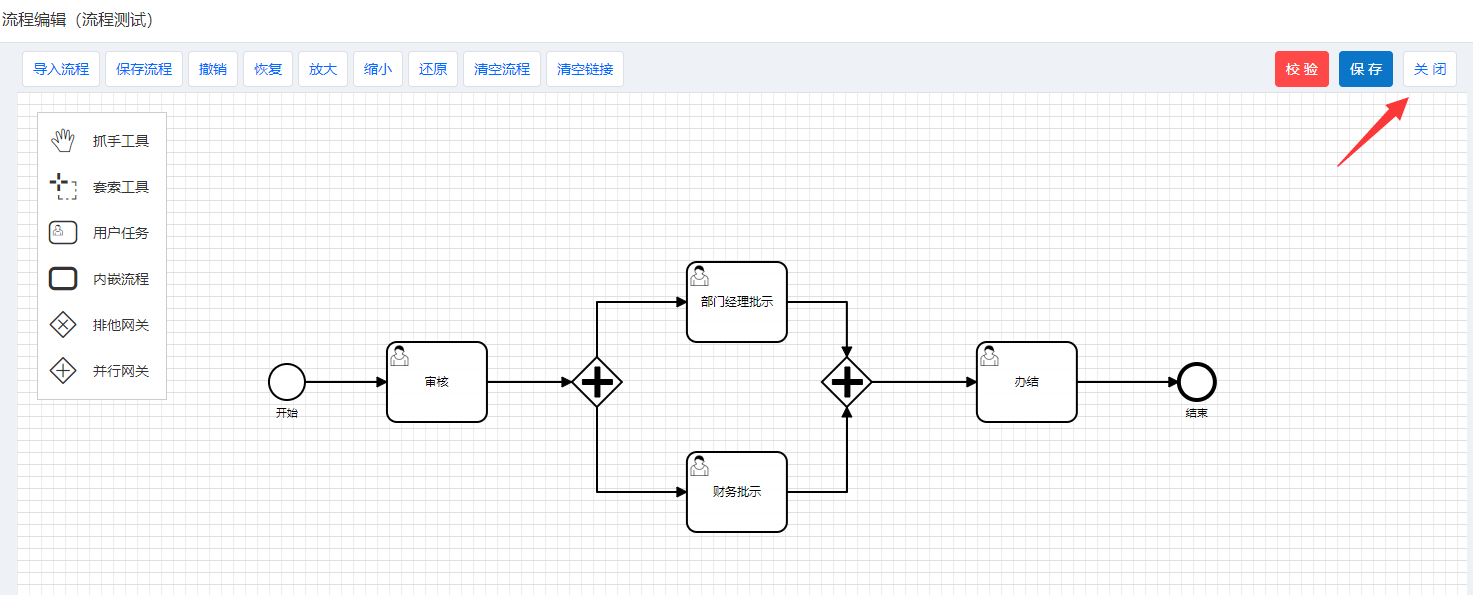 流程编辑（流程测试）
导入流程 保存流程 撤销 恢复 放大 缩小 还原 清空流程 清空链接 校 验 保 存 关 闭
抓手工具
套索工具
用户任务
内嵌流程
排他网关
并行网关
部门经理批示
开始
审核
办结
结束
财务批示